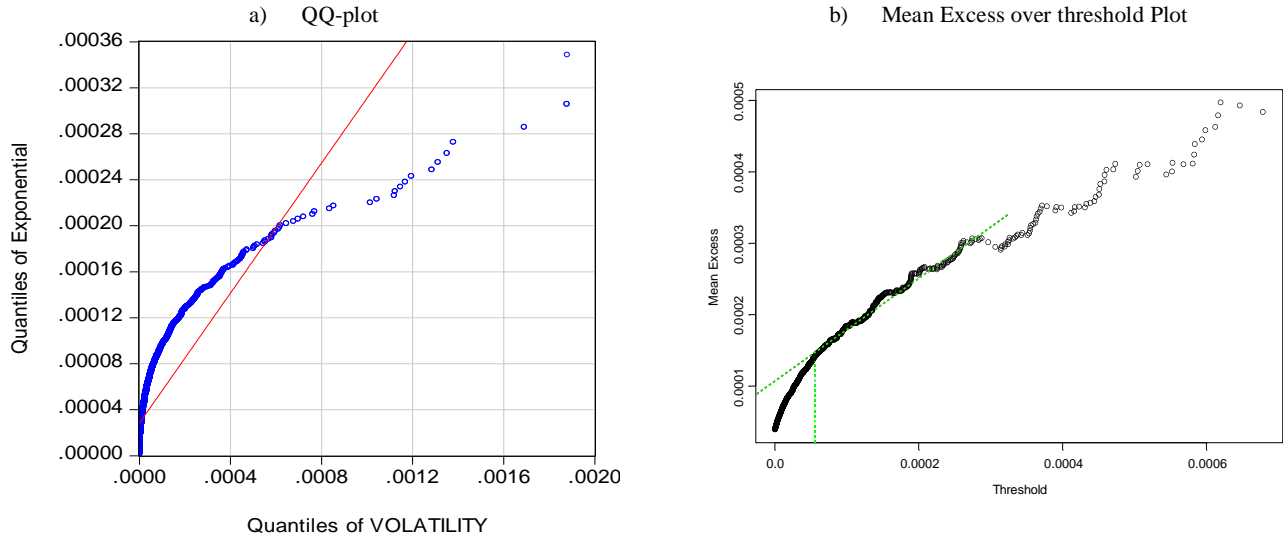 a) QQ-plot
.00036
.00032
.00028
.00024
.00020
.00016
.00012
.00008
.00004
.00000
Quantiles of Exponential
.0000 .0004 .0008 .0012 .0016 .0020
Quantiles of VOLATILITY
b) Mean Excess over threshold Plot
0.0005
0.0004
0.0003
0.0002
0.0001
Mean Excess
0.0 0.0002 0.0004 0.0006
Threshold